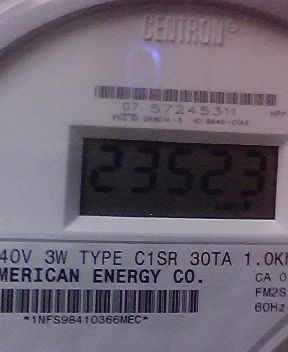 CENTRON
07 57245311
23523
kWh
40V 3W TYPE C1SR 30TA 1.0K
MERICAN ENERGY CO.
CA 0
FM2S
60Hz
*1NFS98410366MEC*